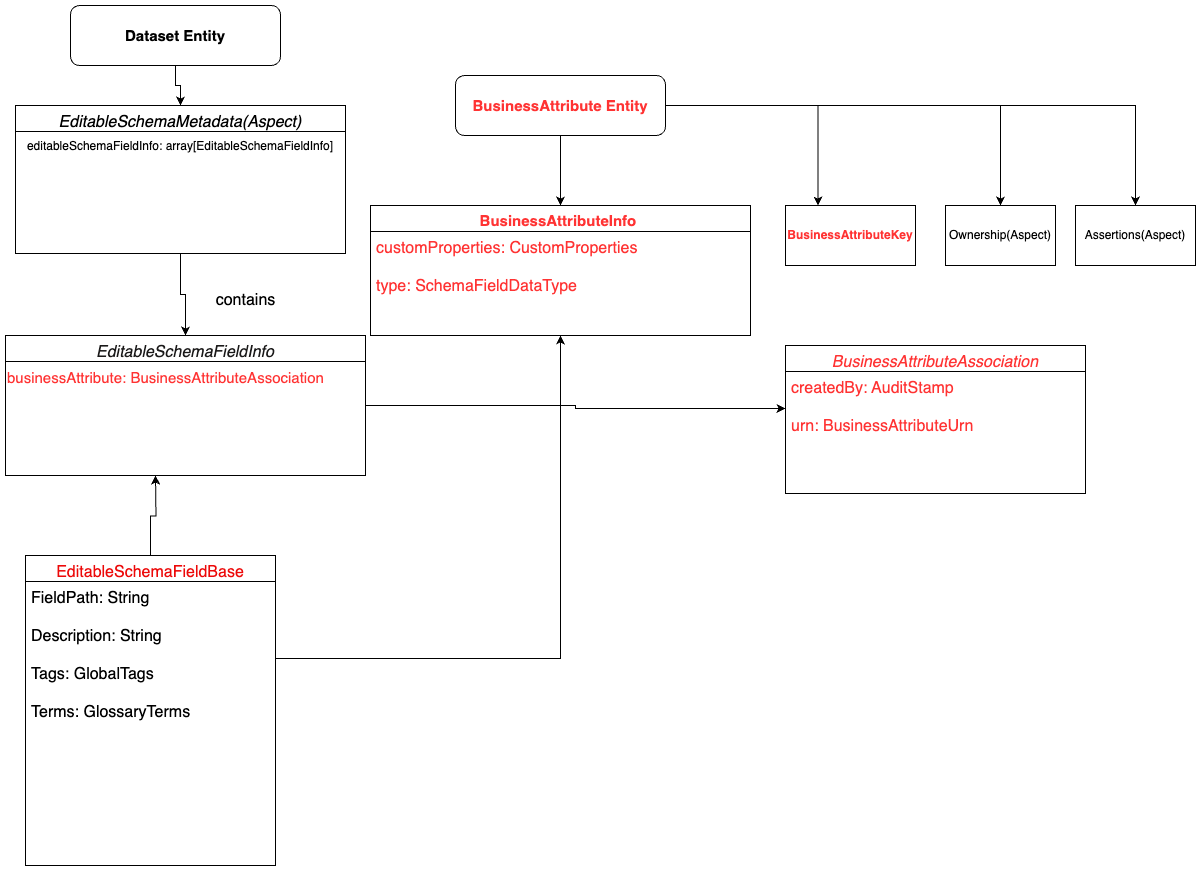 Dataset Entity
EditableSchemaMetadata(Aspect)
editableSchemaFieldInfo: array[EditableSchemaFieldInfo]
contains
BusinessAttribute Entity
BusinessAttributeInfo
customProperties: CustomProperties
type: SchemaFieldDataType
BusinessAttributeKey
Ownership(Aspect)
Assertions(Aspect)
EditableSchemaFieldInfo
businessAttribute: BusinessAttributeAssociation
BusinessAttributeAssociation
createdBy: AuditStamp
urn: BusinessAttributeUrn
EditableSchemaFieldBase
FieldPath: String
Description: String
Tags: GlobalTags
Terms: GlossaryTerms